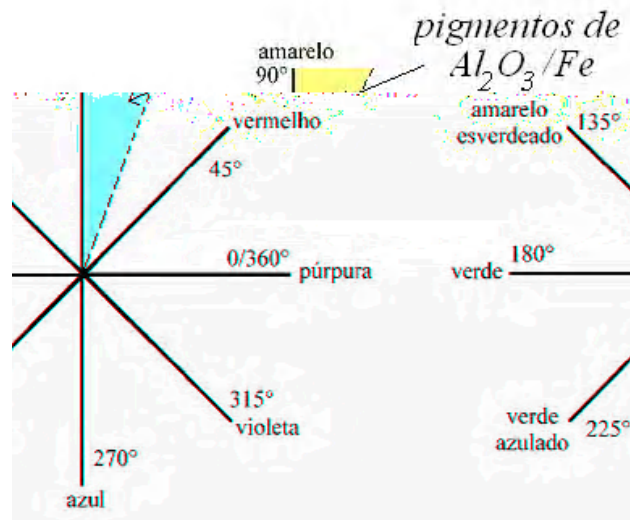 pigmentos de
Al2O3/Fe
amarelo
90°
vermelho
45°
amarelo
esverdeado
135°
0/360°
púrpura
verde
180°
315°
violeta
verde
azulado
225°
270°
azul